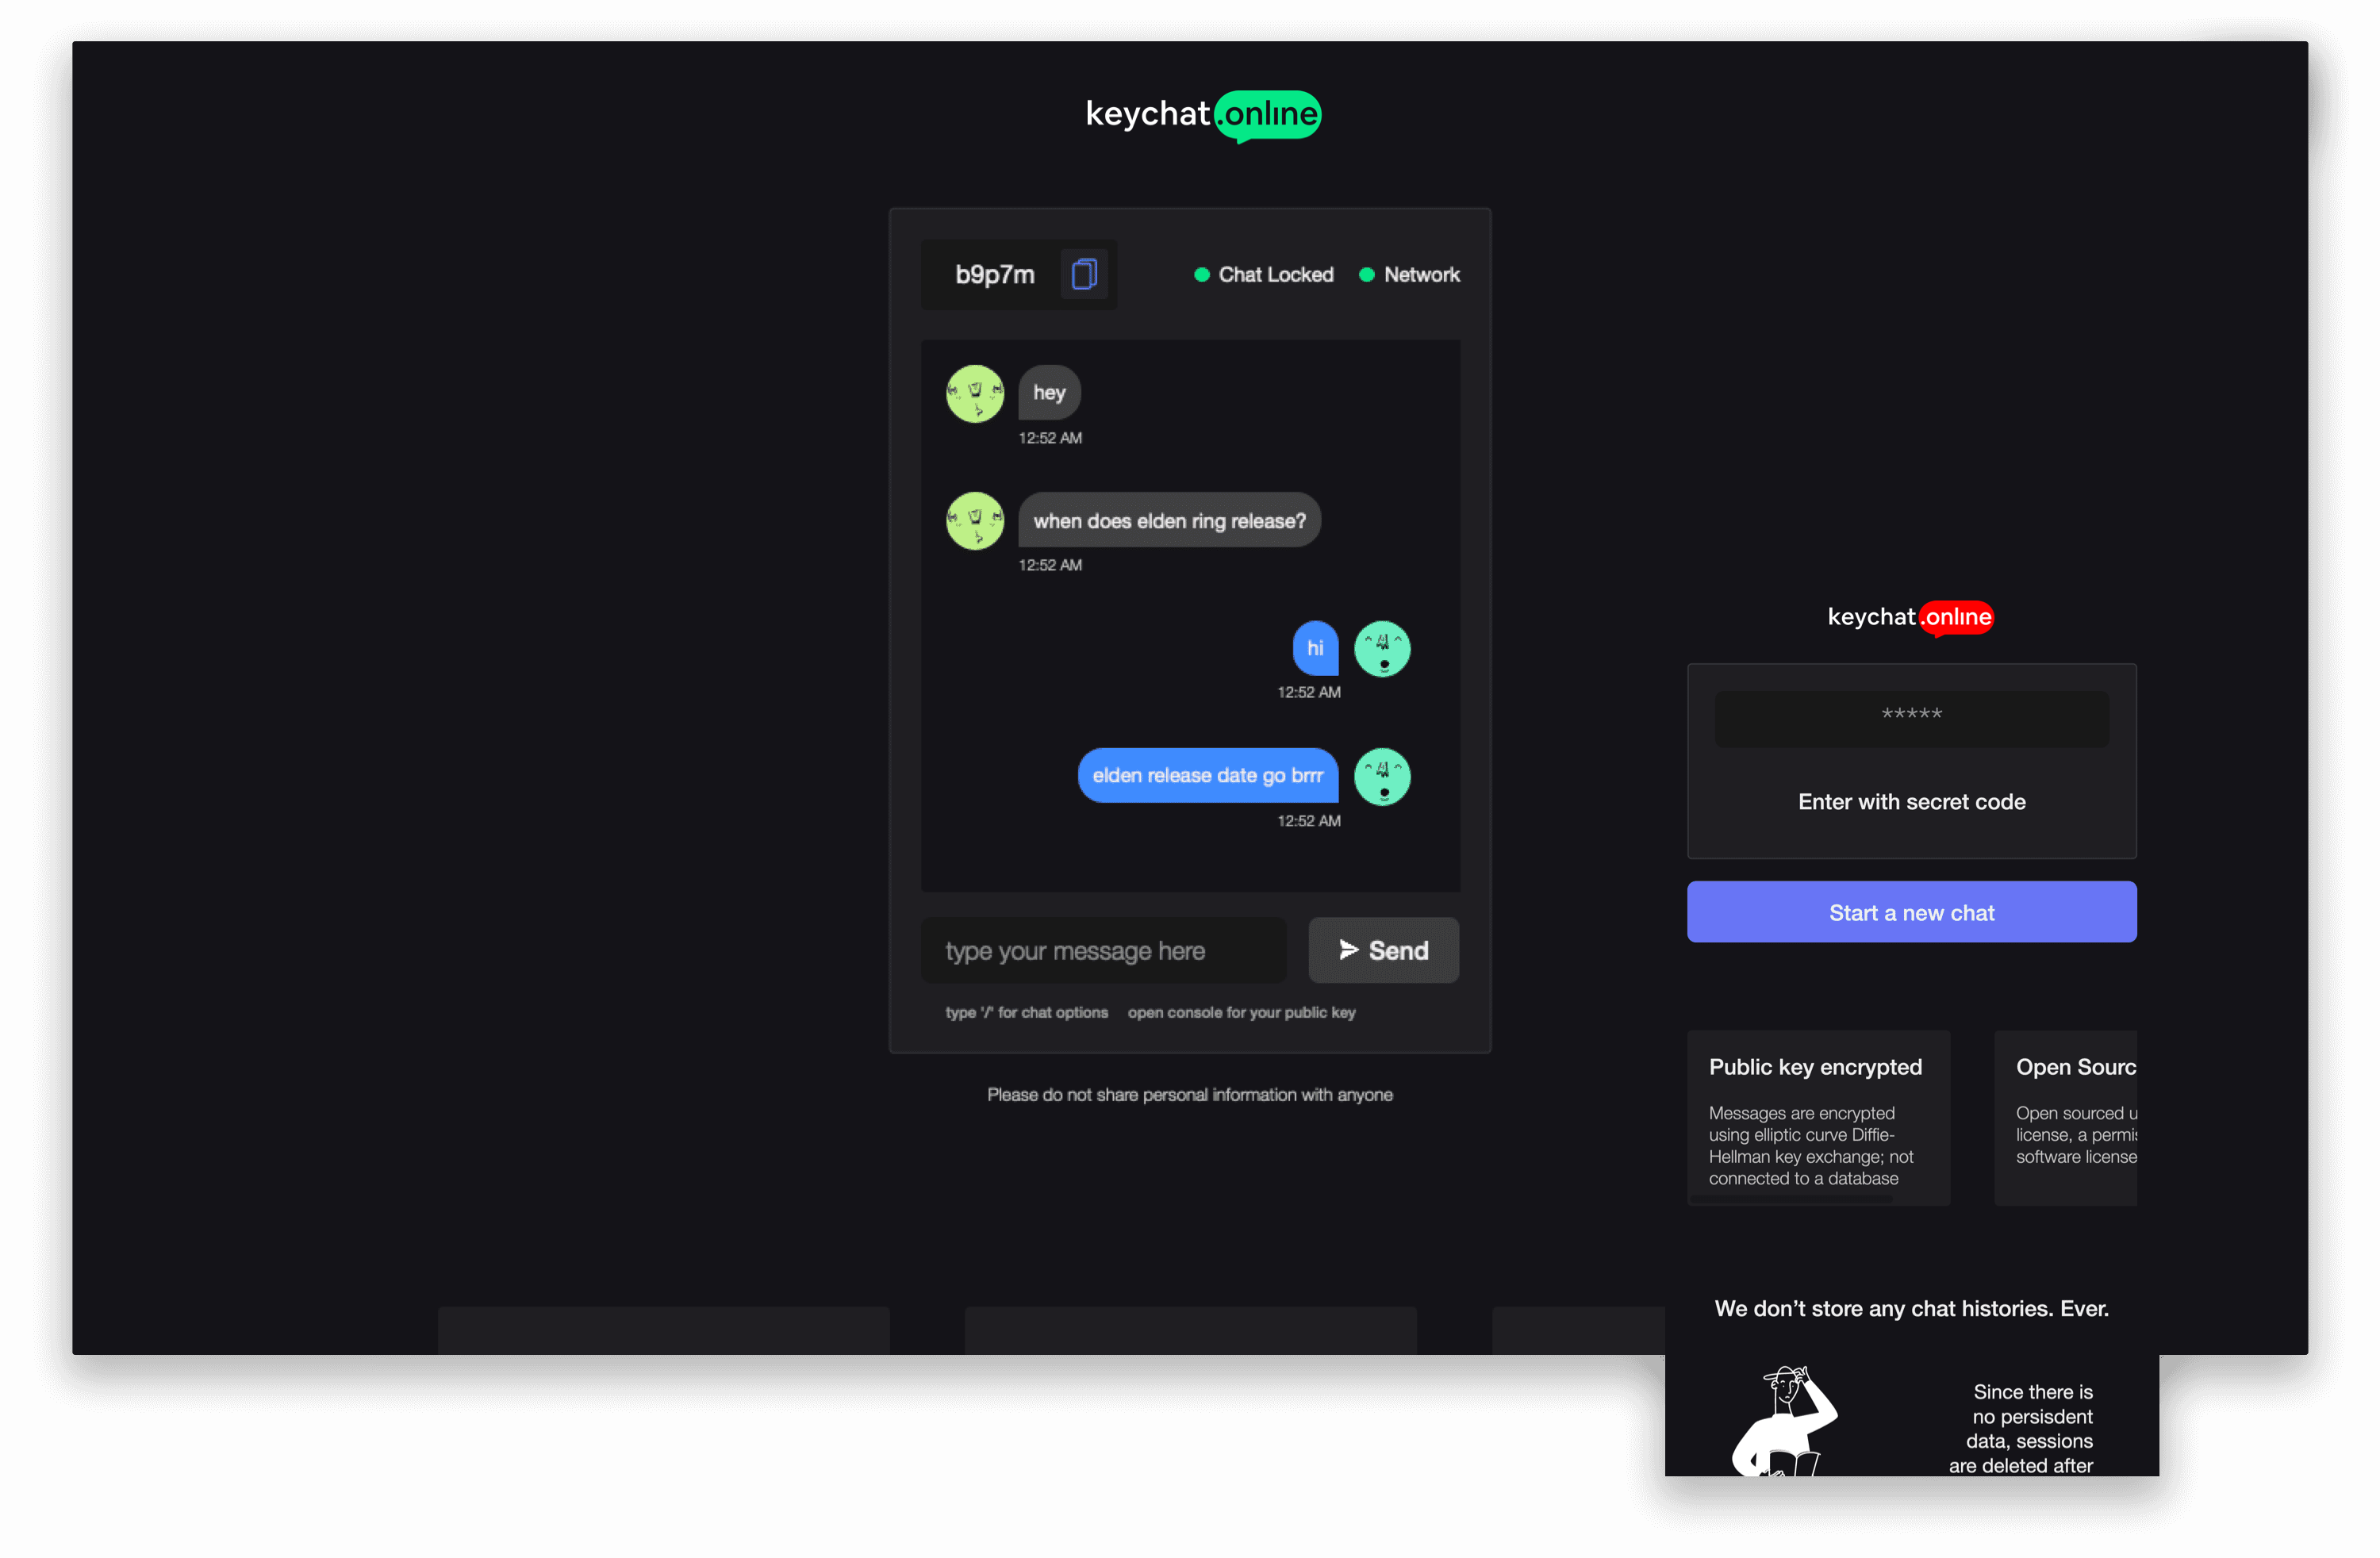 keychat.online
b9p7m
Chat Locked
Network
hey
12:52 AM
when does elden ring release?
12:52 AM
hi
12:52 AM
elden release date go brrr
12:52 AM
type your message here
Send
type '/' for chat options
open console for your public key
Please do not share personal information with anyone
keychat.online
*****
Enter with secret code
Start a new chat
Public key encrypted
Messages are encrypted
using elliptic curve Diffie-
Hellman key exchange; not
connected to a database
Open Sourc
Open sourced u
license, a permis
software license
We don’t store any chat histories. Ever.
Since there is
no persisdent
data, sessions
are deleted after